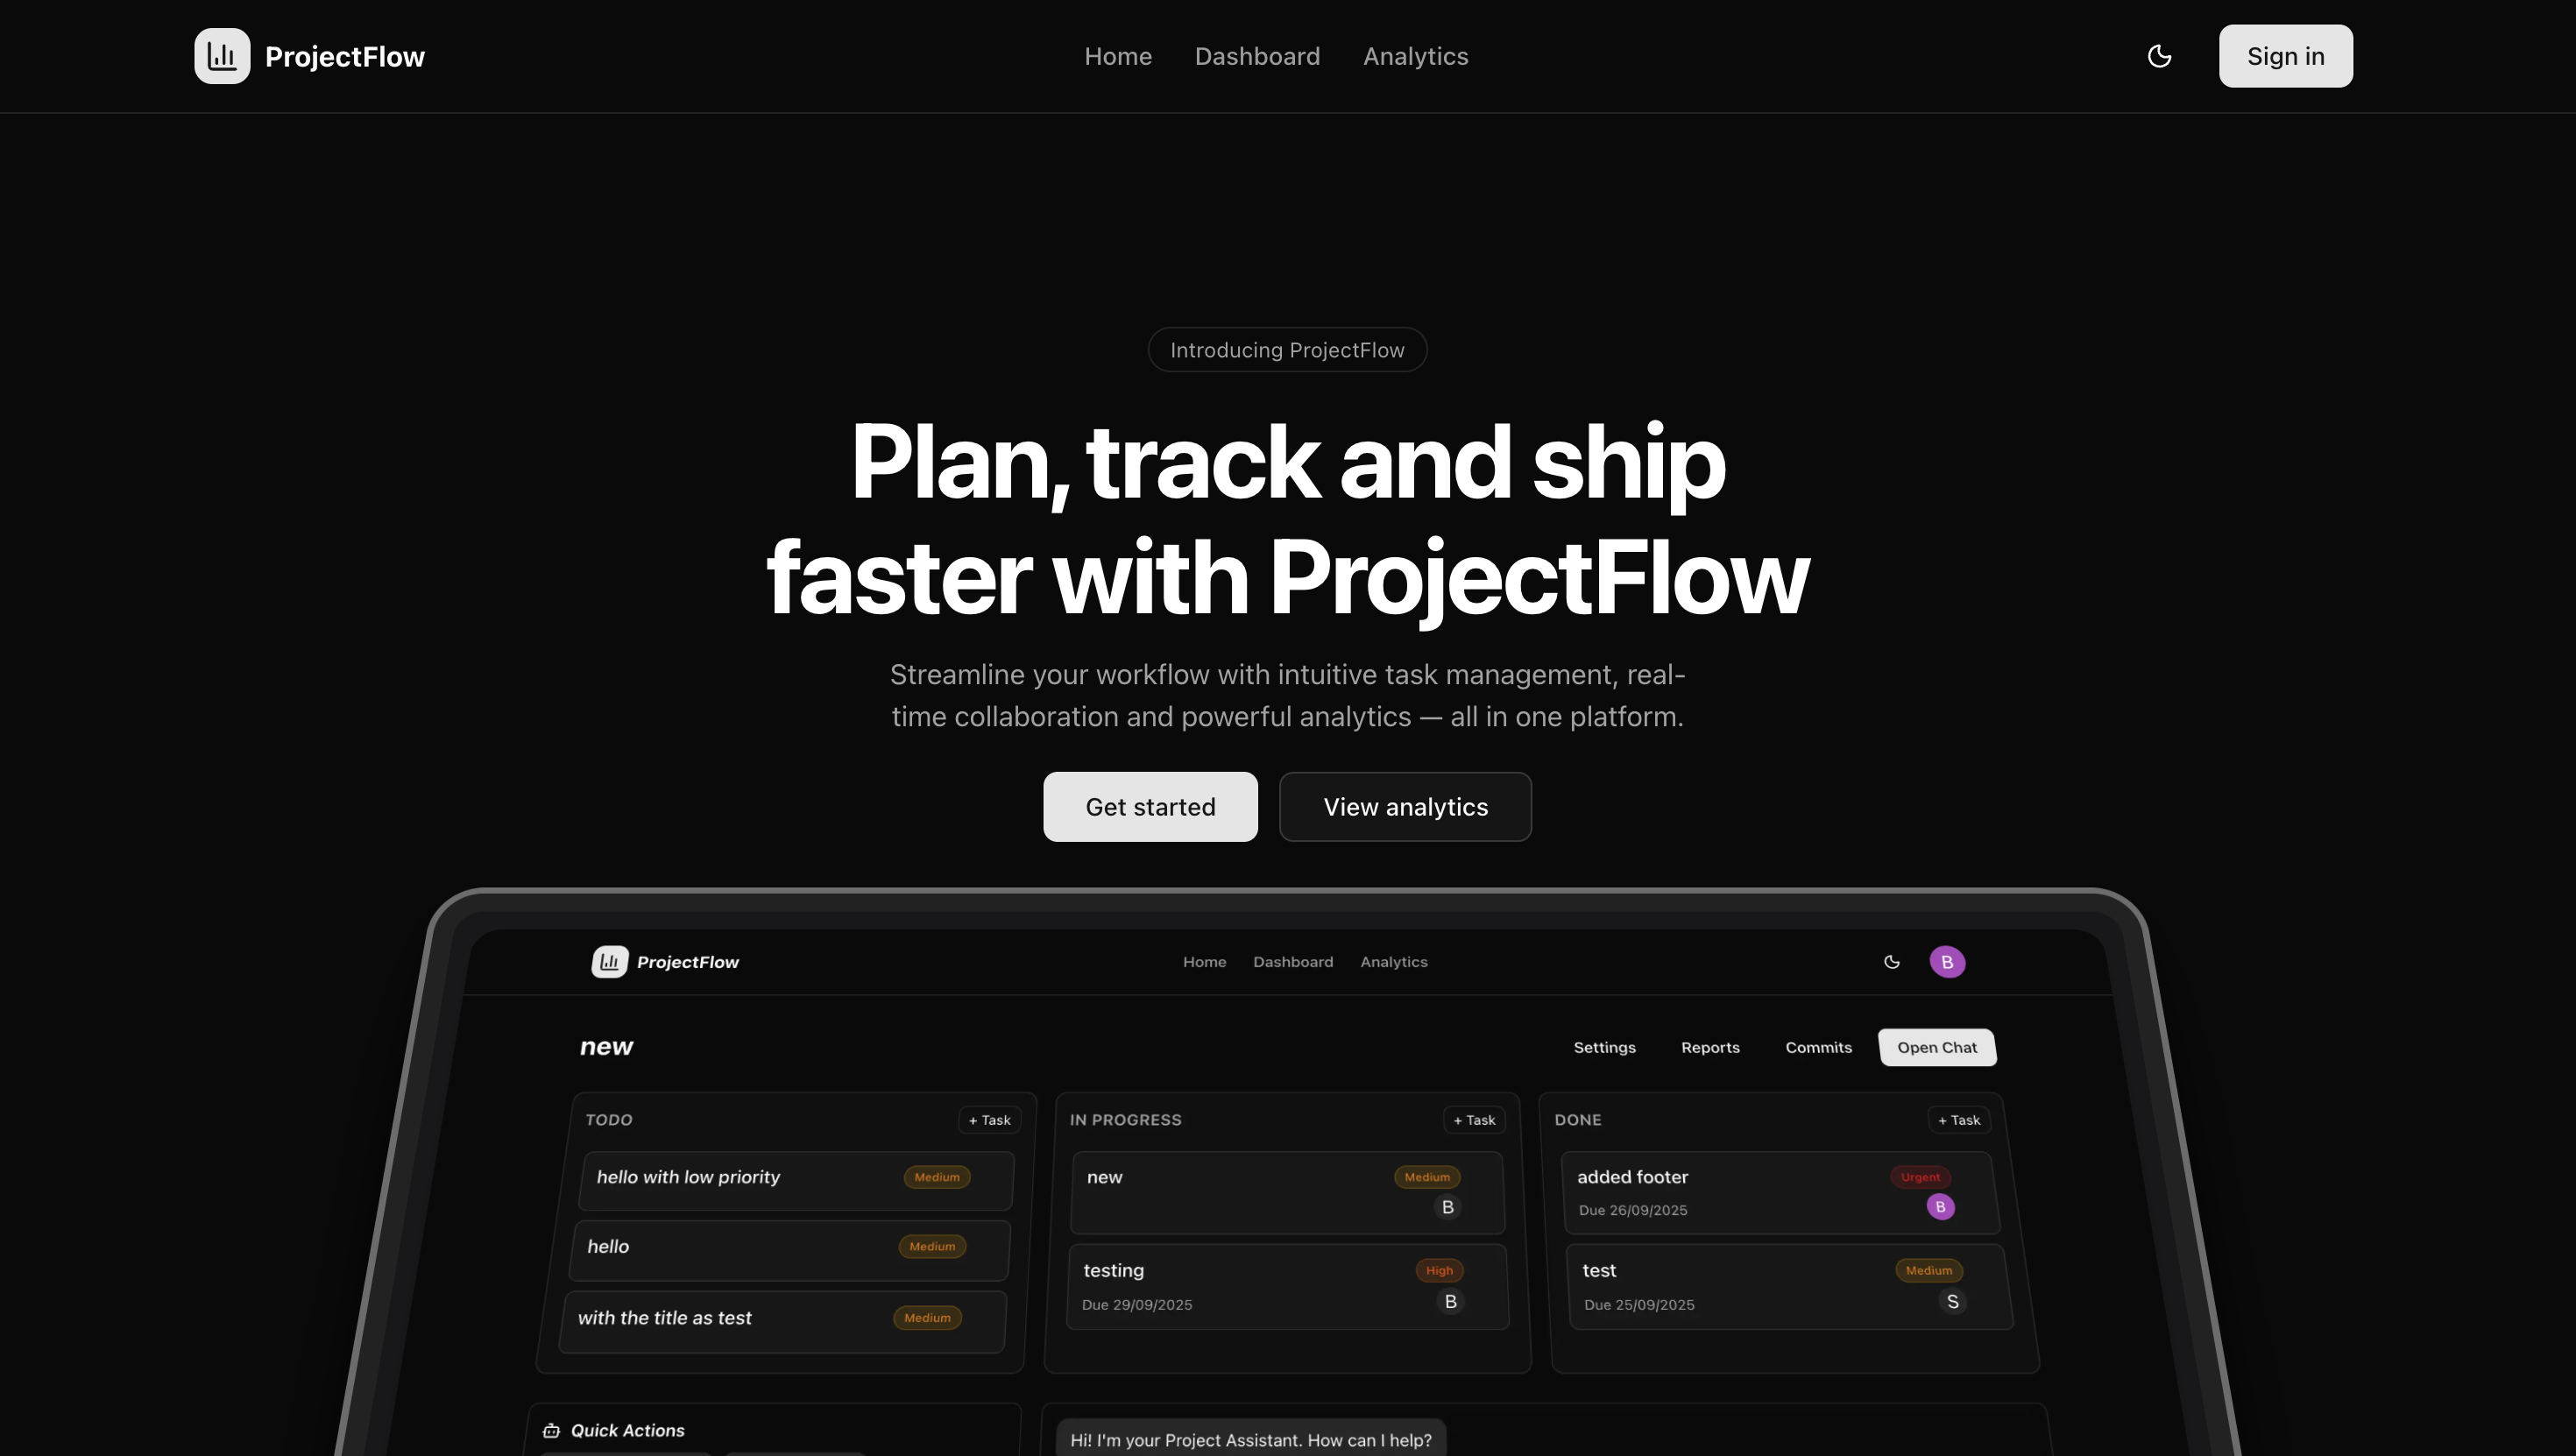 ProjectFlow
Home Dashboard Analytics
Sign in
Introducing ProjectFlow
Plan, track and ship
faster with ProjectFlow
Streamline your workflow with intuitive task management, real-
time collaboration and powerful analytics — all in one platform.
Get started
View analytics
ProjectFlow
Home Dashboard Analytics
B
new
Settings Reports Commits Open Chat
TODO
+ Task
hello with low priority
Medium
hello
Medium
with the title as test
Medium
IN PROGRESS
+ Task
new
Medium
B
testing
High
Due 29/09/2025
B
DONE
+ Task
added footer
Urgent
Due 26/09/2025
B
test
Medium
Due 25/09/2025
S
Quick Actions
Hi! I'm your Project Assistant. How can I help?